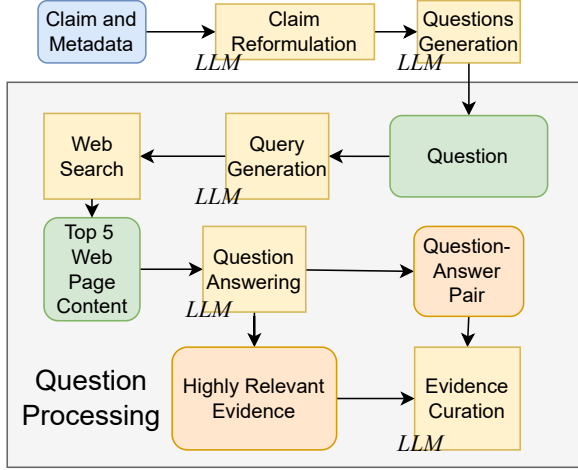 Claim and
Metadata
Claim
Reformulation
LLM
Questions
Generation
LLM
Question
Query
Generation
LLM
Web
Search
Top 5
Web
Page
Content
Question
Answering
LLM
Question-
Answer
Pair
Highly Relevant
Evidence
Evidence
Curation
LLM
Question
Processing